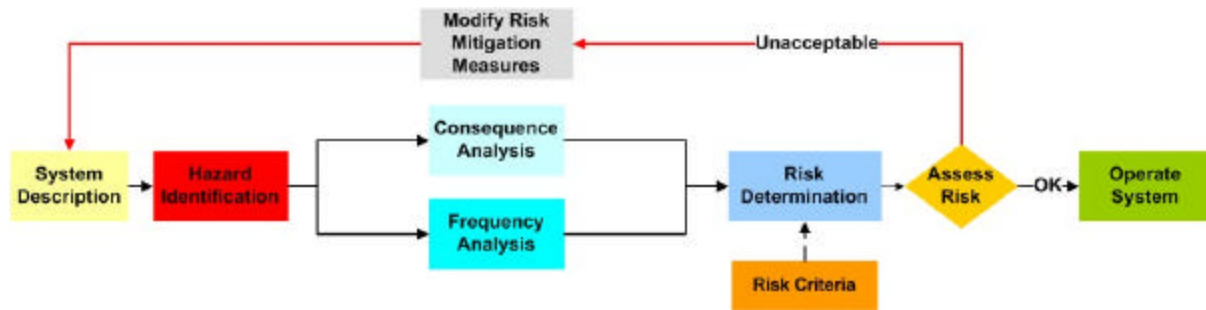 Modify Risk
Mitigation
Measures
Unacceptable
Consequence
Analysis
System
Description
Hazard
Identification
Risk
Determination
Assess
Risk
OK
Operate
System
Frequency
Analysis
Risk Criteria